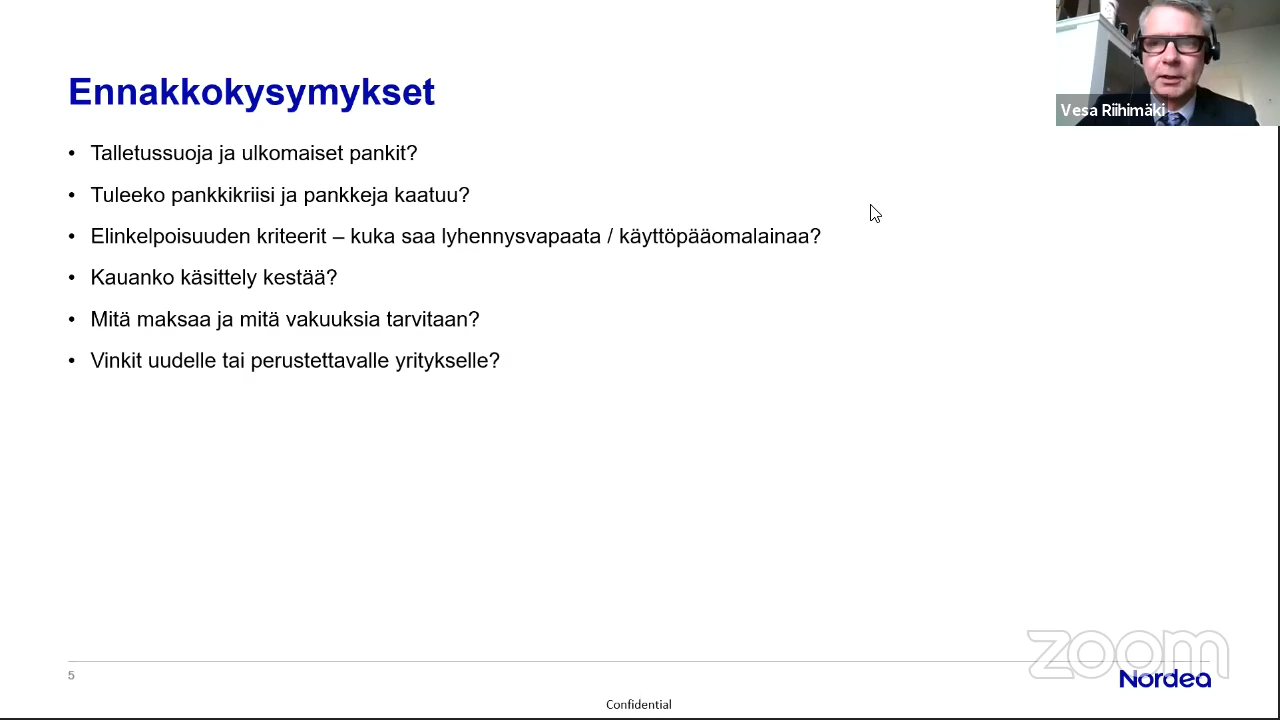 Ennakkokysymykset
Vesa Riihimäki
• Talletussuoja ja ulkomaiset pankit?
• Tuleeko pankkikriisi ja pankkeja kaatuu?
• Elinkelpoisuuden kriteerit – kuka saa lyhennysvapaata / käyttöpääomalainaa?
• Kauanko käsittely kestää?
• Mitä maksaa ja mitä vakuuksia tarvitaan?
• Vinkit uudelle tai perustettavalle yritykselle?
zoom
5
Nordea
Confidential